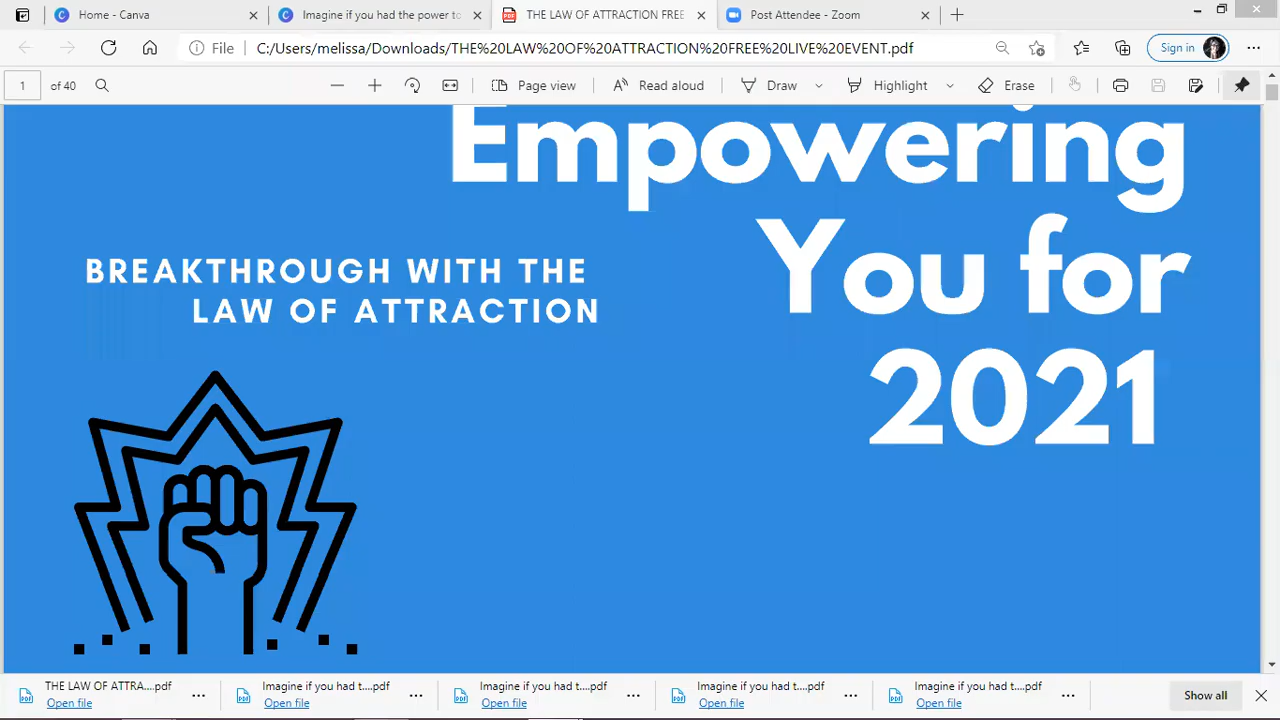 Home - Canva
Imagine if you had the power to
THE LAW OF ATTRACTION FREE
Post Attendee - Zoom
File
C:/Users/melissa/Downloads/THE%20LAW%20OF%20ATTRACTION%20FREE%20LIVE%20EVENT.pdf
Sign in
1 of 40
Page view
Read aloud
Draw
Highlight
Erase
Empowering
You for
2021
BREAKTHROUGH WITH THE
LAW OF ATTRACTION
THE LAW OF ATTRA....pdf
Open file
Imagine if you had t....pdf
Open file
Imagine if you had t....pdf
Open file
Imagine if you had t....pdf
Open file
Imagine if you had t....pdf
Open file
Show all